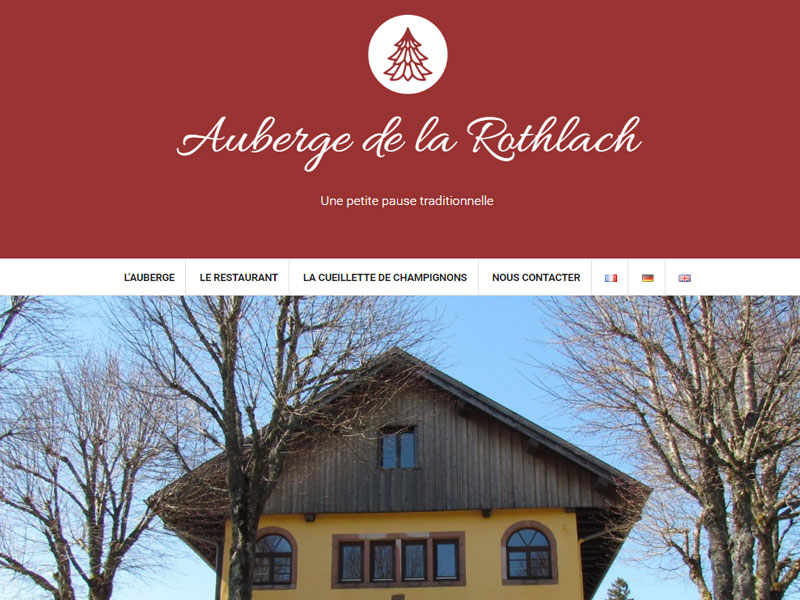 Auberge de la Rothlach
Une petite pause traditionnelle
L'AUBERGE LE RESTAURANT LA CUEILLETTE DE CHAMPIGNONS NOUS CONTACTER